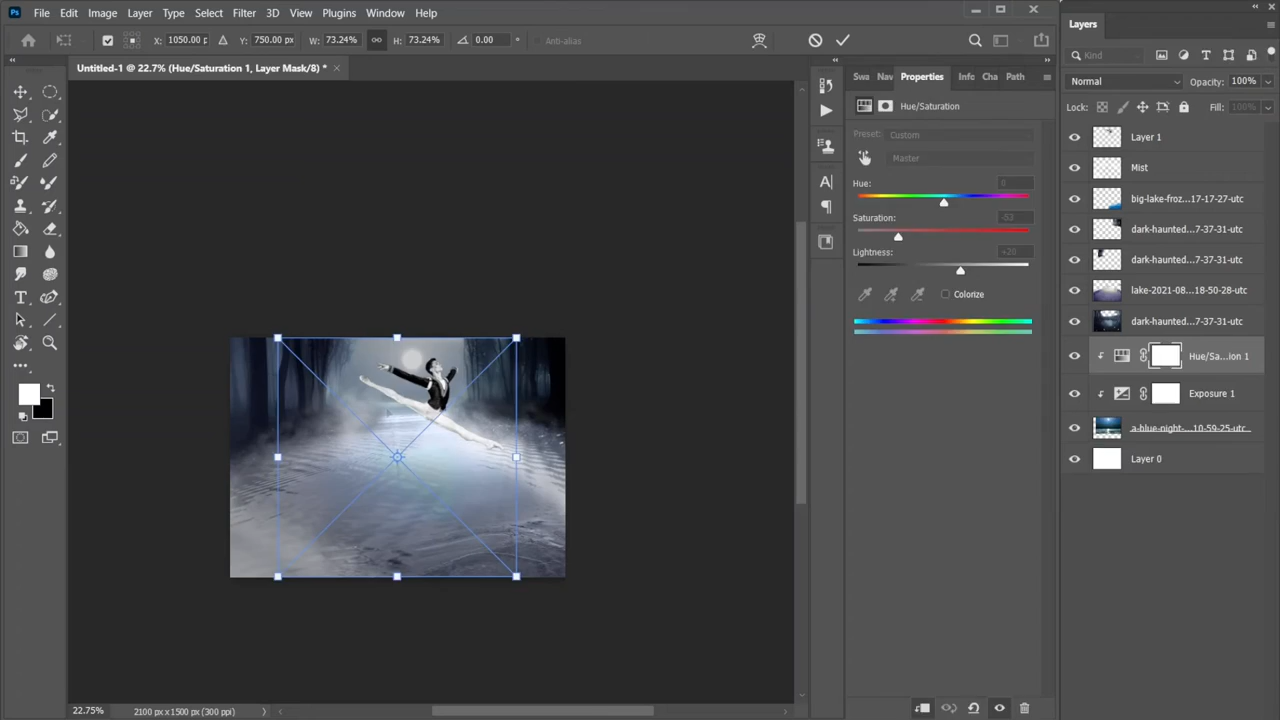 Ps File Edit Image Layer Type Select Filter 3D View Plugins Window Help
X: 1050.00 p Y: 750.00 px W: 73.24% H: 73.24% 0.00 ° Anti-alias
Untitled-1 @ 22.7% (Hue/Saturation 1, Layer Mask/8) * ×
Swa Nav Properties Info Cha Path
Hue/Saturation
Preset: Custom
Master
Hue: 0
Saturation: -53
Lightness: +20
Colorize
Layers
Kind
Normal Opacity: 100%
Lock: Fill: 100%
Layer 1
Mist
big-lake-froz...17-17-27-utc
dark-haunted...7-37-31-utc
dark-haunted...7-37-31-utc
lake-2021-08...18-50-28-utc
dark-haunted...7-37-31-utc
Hue/Sa...ion 1
Exposure 1
a-blue-night-...10-59-25-utc
Layer 0
22.75% 2100 px x 1500 px (300 ppi)